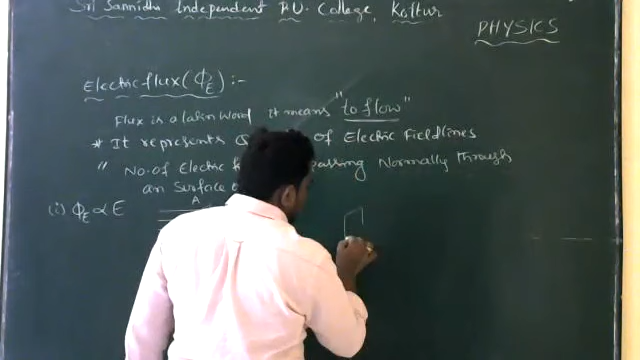 Sri Sannidhi Independent P.U. College, Kottur
PHYSICS
Electric flux (ΦE) :-
Flux is a latin word it means "to flow"
* It represents of Electric Fieldlines
" No. of Electric passing Normally through
an Surface
(i) ΦE ∝ E
A